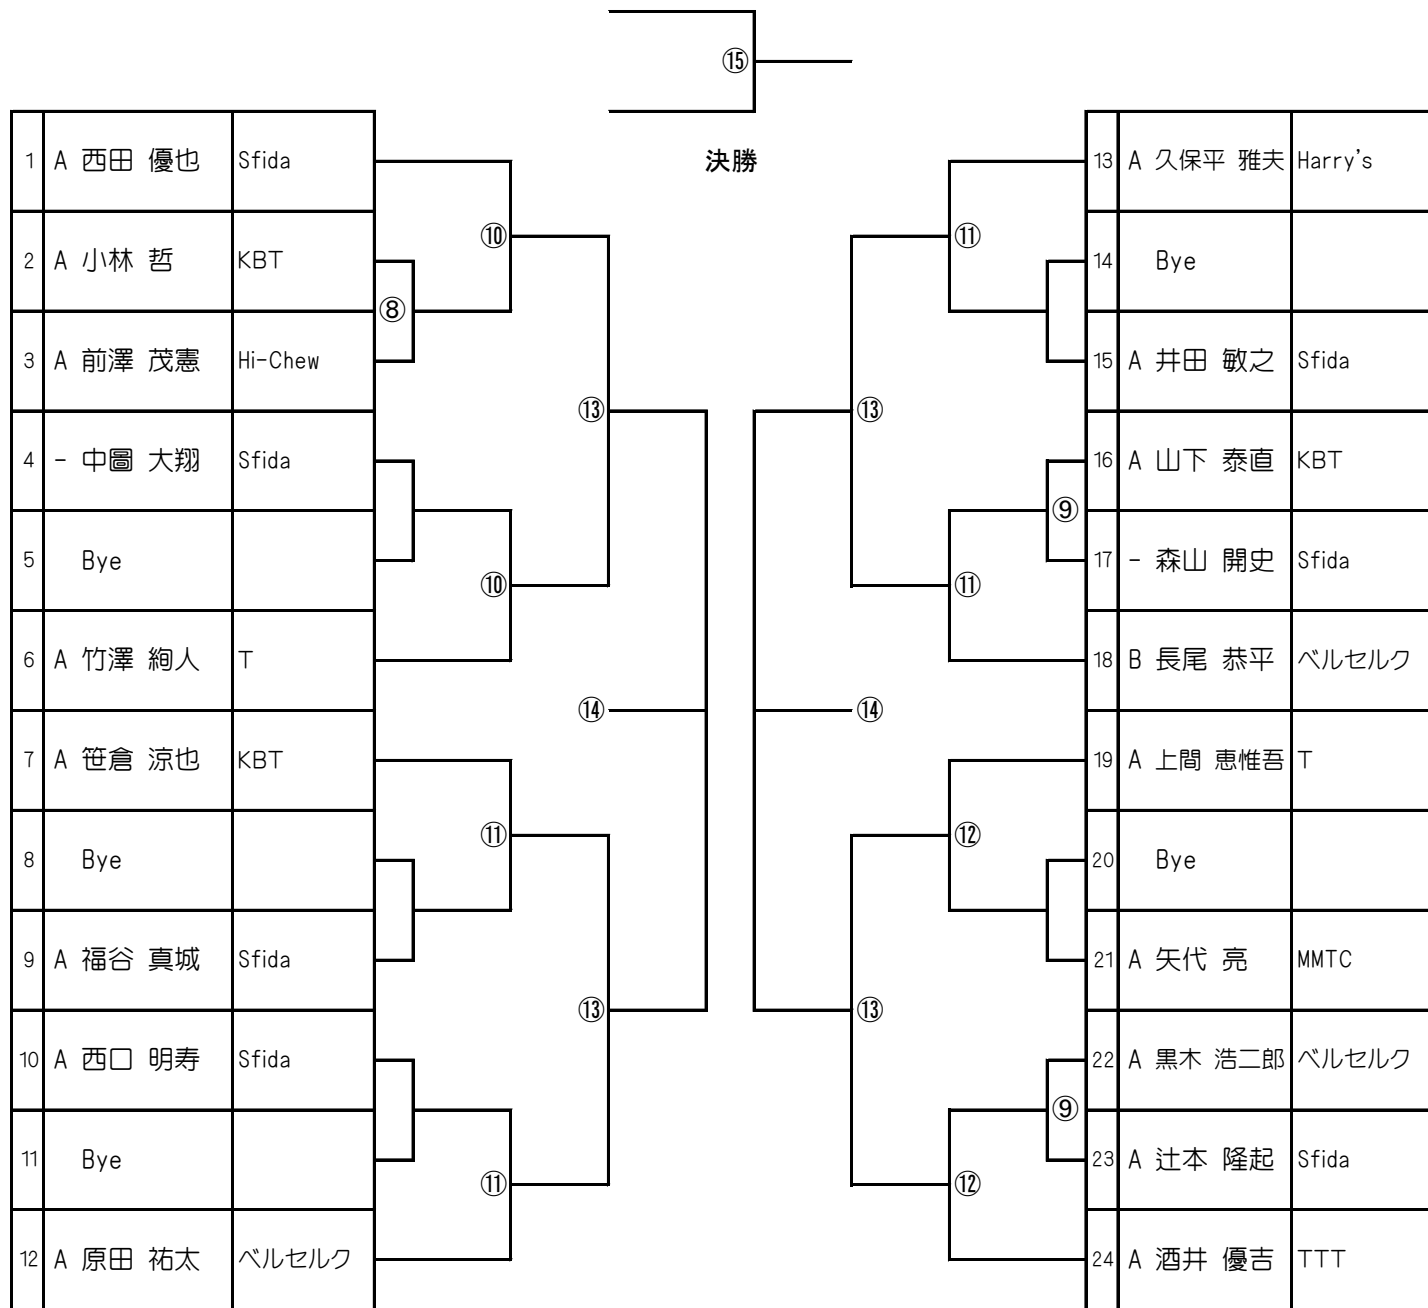 ⑮
決勝
1 A 西田 優也 Sfida
2 A 小林 哲 KBT
3 A 前澤 茂憲 Hi-Chew
4 - 中圖 大翔 Sfida
5 Bye
6 A 竹澤 絢人 T
7 A 笹倉 涼也 KBT
8 Bye
9 A 福谷 真城 Sfida
10 A 西口 明寿 Sfida
11 Bye
12 A 原田 祐太 ベルセルク
⑧
⑩
⑩
⑪
⑪
⑬
⑬
⑭
⑭
⑬
⑬
⑪
⑪
⑫
⑫
⑨
⑨
13 A 久保平 雅夫 Harry's
14 Bye
15 A 井田 敏之 Sfida
16 A 山下 泰直 KBT
17 - 森山 開史 Sfida
18 B 長尾 恭平 ベルセルク
19 A 上間 恵惟吾 T
20 Bye
21 A 矢代 亮 MMTC
22 A 黒木 浩二郎 ベルセルク
23 A 辻本 隆起 Sfida
24 A 酒井 優吉 TTT